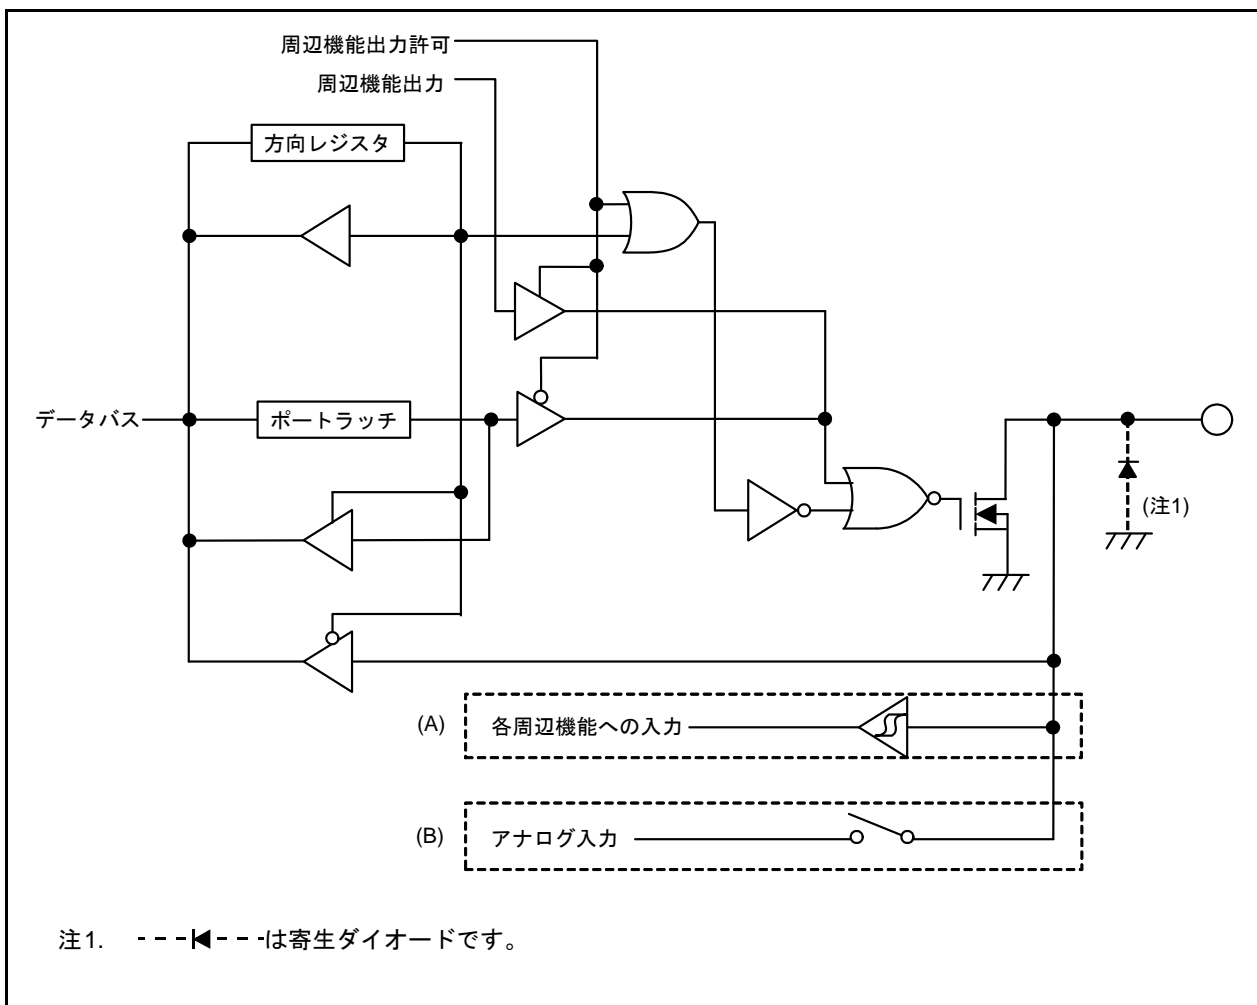 周辺機能出力許可
周辺機能出力
方向レジスタ
データバス
ポートラッチ
(注1)
(A)
各周辺機能への入力
(B)
アナログ入力
注1. は寄生ダイオードです。